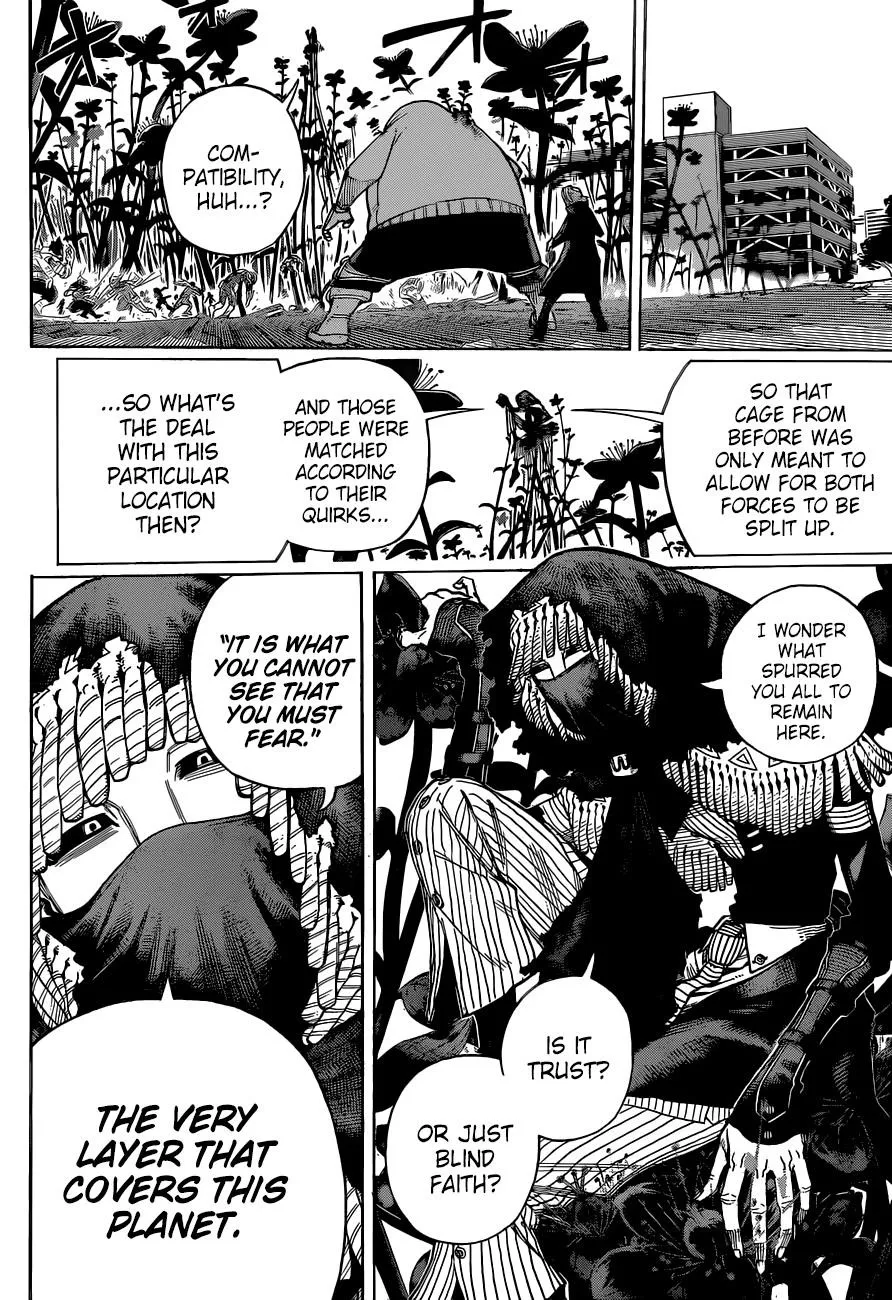 COM-
PATIBILITY,
HUH...?
SO THAT
CAGE FROM
BEFORE WAS
ONLY MEANT TO
ALLOW FOR BOTH
FORCES TO BE
SPLIT UP.
AND THOSE
PEOPLE WERE
MATCHED
ACCORDING
TO THEIR
QUIRKS...
...SO WHAT'S
THE DEAL
WITH THIS
PARTICULAR
LOCATION
THEN?
I WONDER
WHAT
SPURRED
YOU ALL TO
REMAIN
HERE.
IS IT
TRUST?
OR JUST
BLIND
FAITH?
"IT IS WHAT
YOU CANNOT
SEE THAT
YOU MUST
FEAR."
THE VERY
LAYER THAT
COVERS THIS
PLANET.